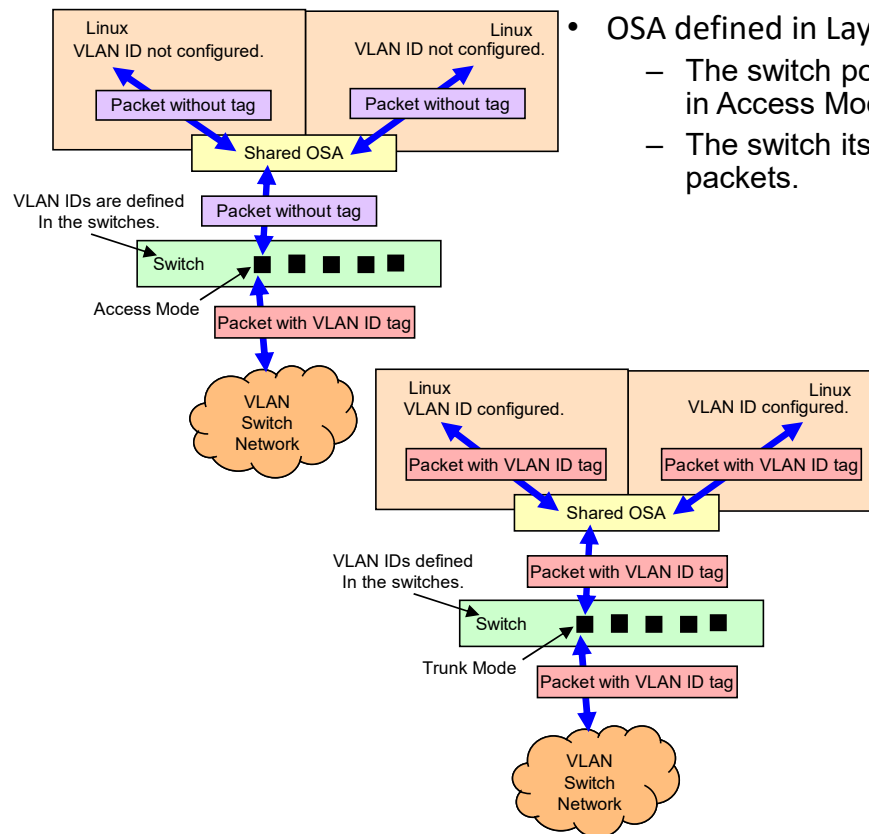 Linux
VLAN ID not configured.
Linux
VLAN ID not configured.
Packet without tag
Packet without tag
Shared OSA
VLAN IDs are defined
In the switches.
Packet without tag
Switch
Access Mode
Packet with VLAN ID tag
VLAN
Switch
Network
• OSA defined in Lay
– The switch po
in Access Mo
– The switch its
packets.
Linux
VLAN ID configured.
Linux
VLAN ID configured.
Packet with VLAN ID tag
Packet with VLAN ID tag
Shared OSA
VLAN IDs defined
In the switches.
Packet with VLAN ID tag
Switch
Trunk Mode
Packet with VLAN ID tag
VLAN
Switch
Network